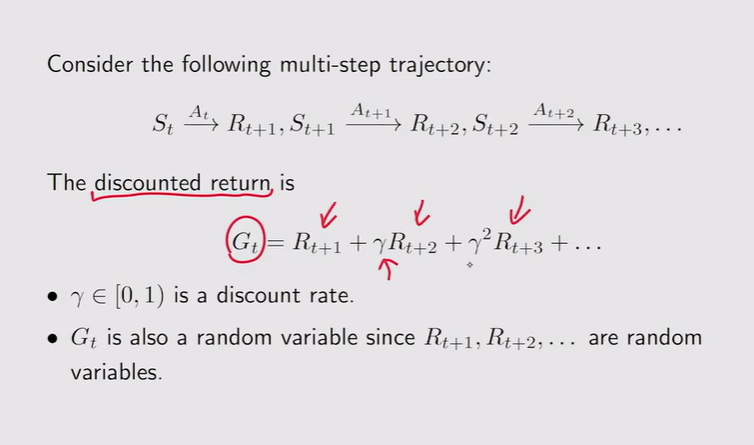 Consider the following multi-step trajectory:
S_t \xrightarrow{A_t} R_{t+1}, S_{t+1} \xrightarrow{A_{t+1}} R_{t+2}, S_{t+2} \xrightarrow{A_{t+2}} R_{t+3}, \ldots
The discounted return is
G_t = R_{t+1} + \gamma R_{t+2} + \gamma^2 R_{t+3} + \ldots
• \gamma \in [0, 1) is a discount rate.
• G_t is also a random variable since R_{t+1}, R_{t+2}, \ldots are random
variables.